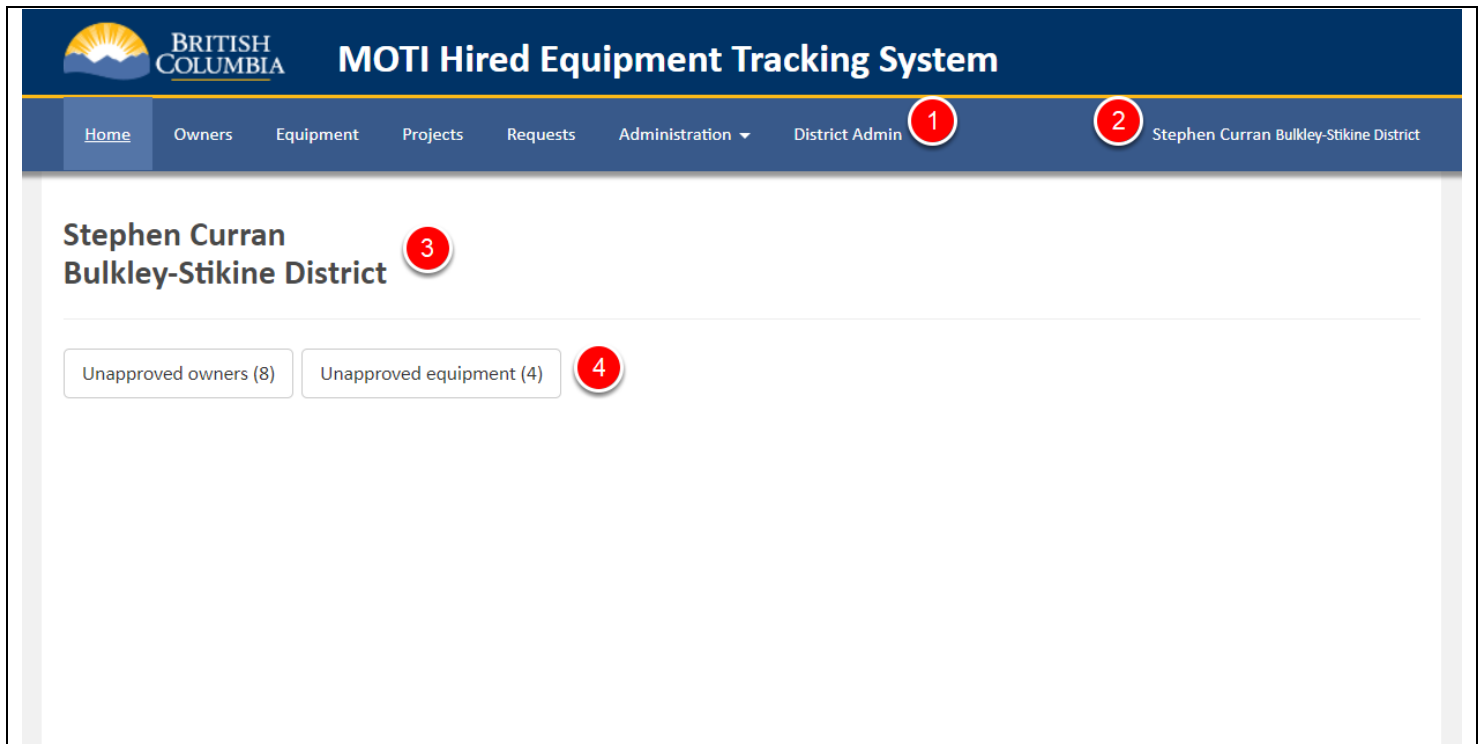 BRITISH
COLUMBIA
MOTI Hired Equipment Tracking System
Home Owners Equipment Projects Requests Administration District Admin 1 2 Stephen Curran Bulkley-Stikine District
Stephen Curran
Bulkley-Stikine District
3
Unapproved owners (8) Unapproved equipment (4) 4